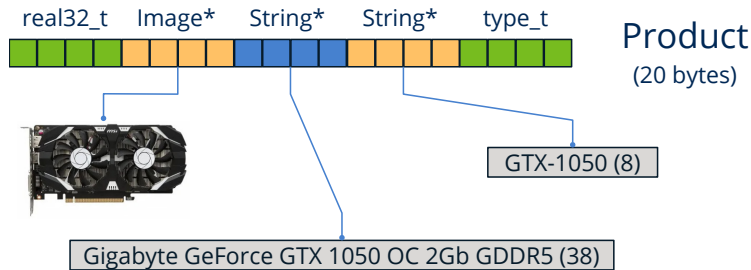 real32_t Image* String* String* type_t
Product
(20 bytes)
GTX-1050 (8)
Gigabyte GeForce GTX 1050 OC 2Gb GDDR5 (38)